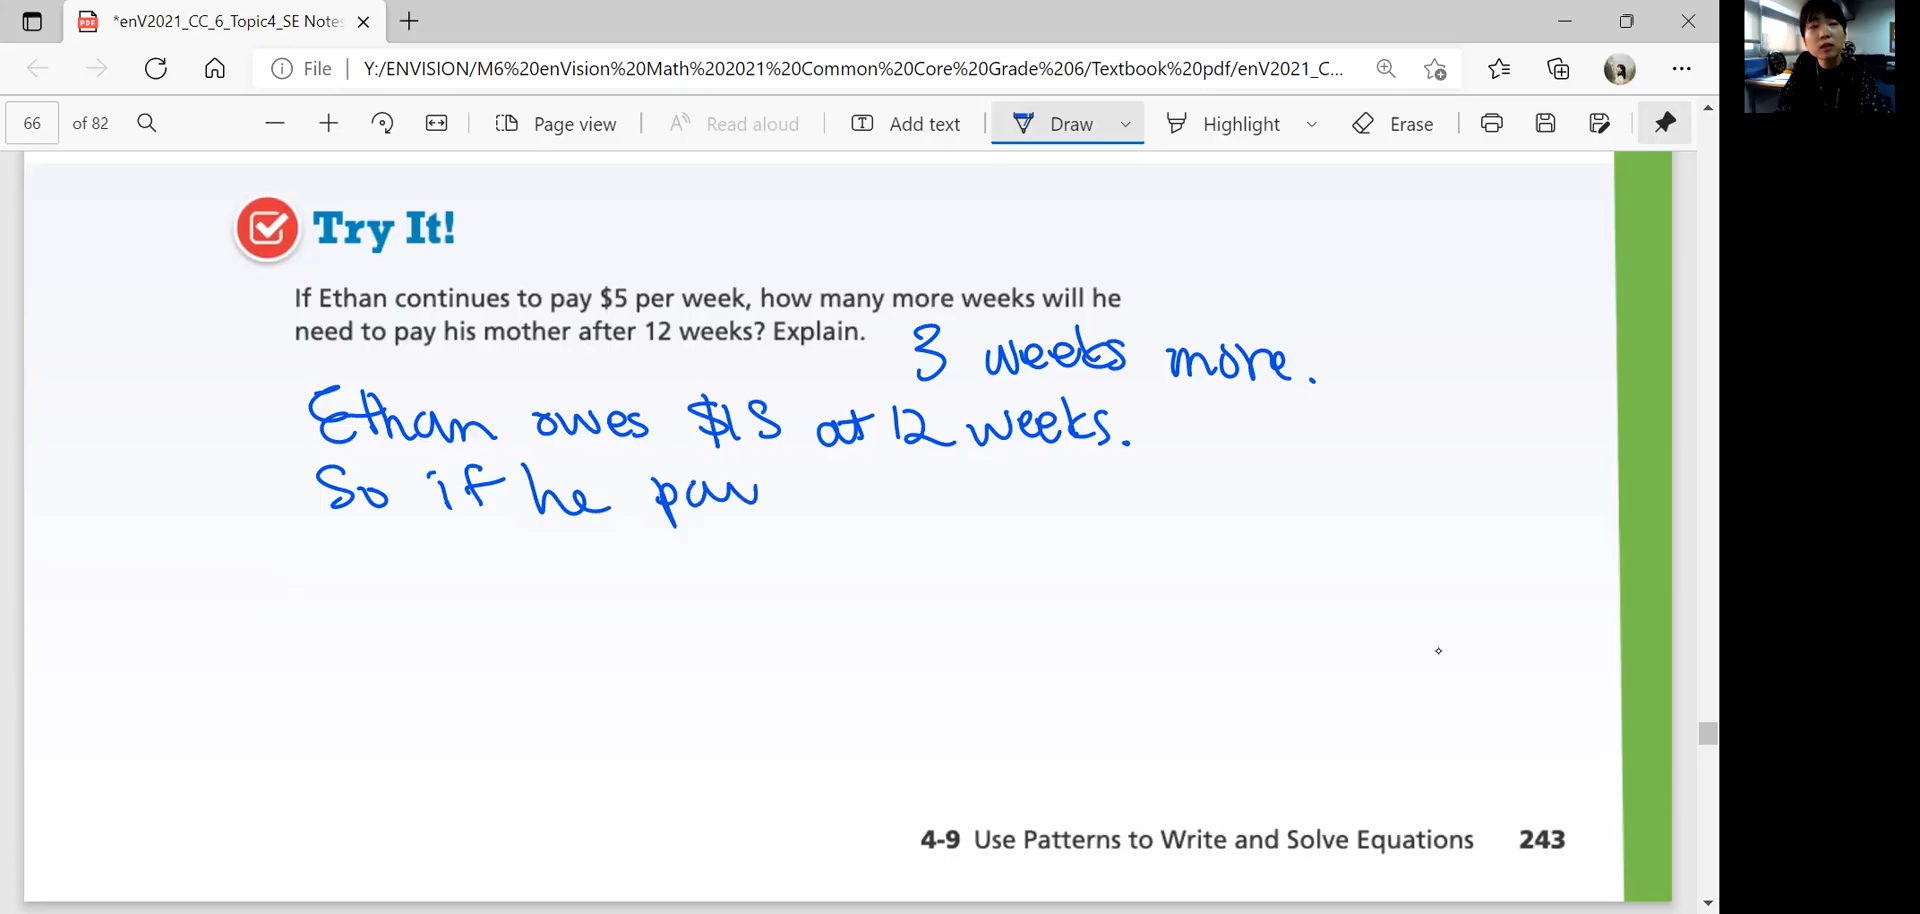 *enV2021_CC_6_Topic4_SE Notes
File Y:/ENVISION/M6%20enVision%20Math%202021%20Common%20Core%20Grade%206/Textbook%20pdf/enV2021_C...
66 of 82 Page view Read aloud Add text Draw Highlight Erase
Try It!
If Ethan continues to pay $5 per week, how many more weeks will he
need to pay his mother after 12 weeks? Explain.
3 weeks more.
Ethan owes $15 at 12 weeks.
So if he pay
4-9 Use Patterns to Write and Solve Equations 243